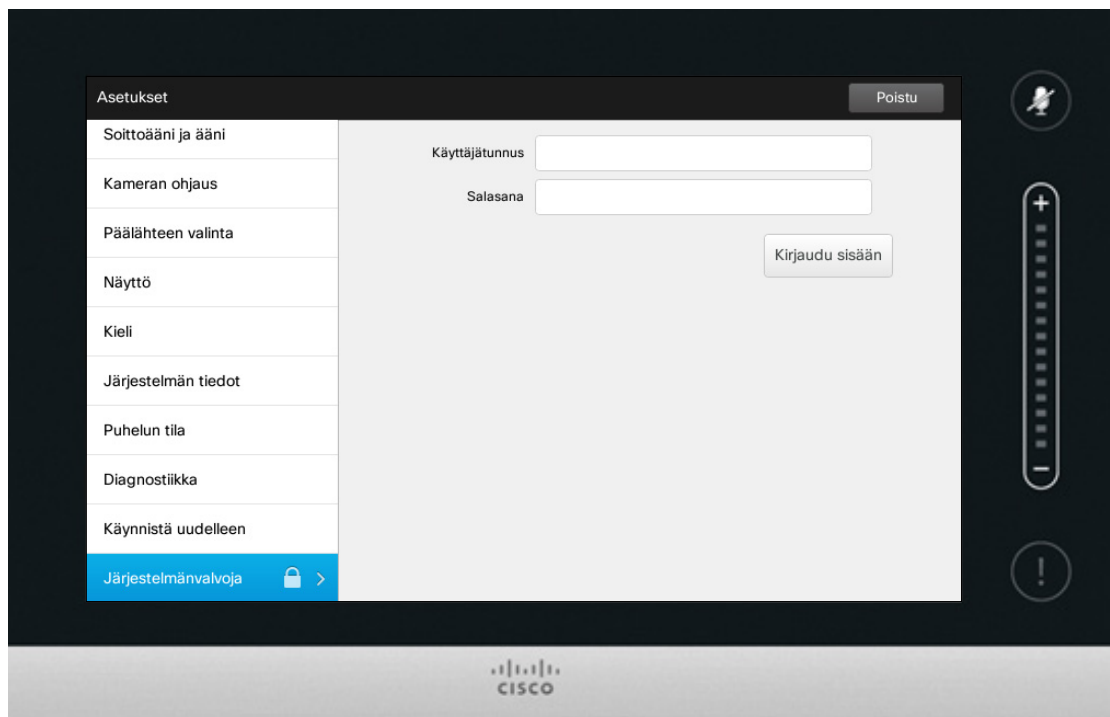 Asetukset
Poistu
Soittoääni ja ääni
Kameran ohjaus
Päälähteen valinta
Näyttö
Kieli
Järjestelmän tiedot
Puhelun tila
Diagnostiikka
Käynnistä uudelleen
Järjestelmänvalvoja
Käyttäjätunnus
Salasana
Kirjaudu sisään
+
−
!
CISCO